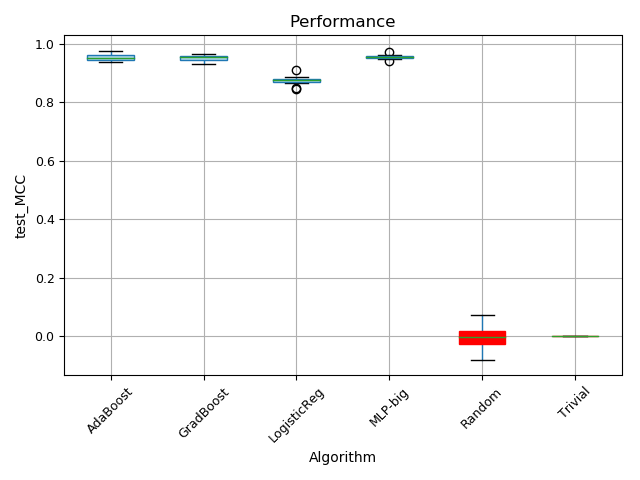 Performance
1.0
0.8
0.6
0.4
0.2
0.0
test_MCC
AdaBoost
GradBoost
LogisticReg
MLP-big
Random
Trivial
Algorithm